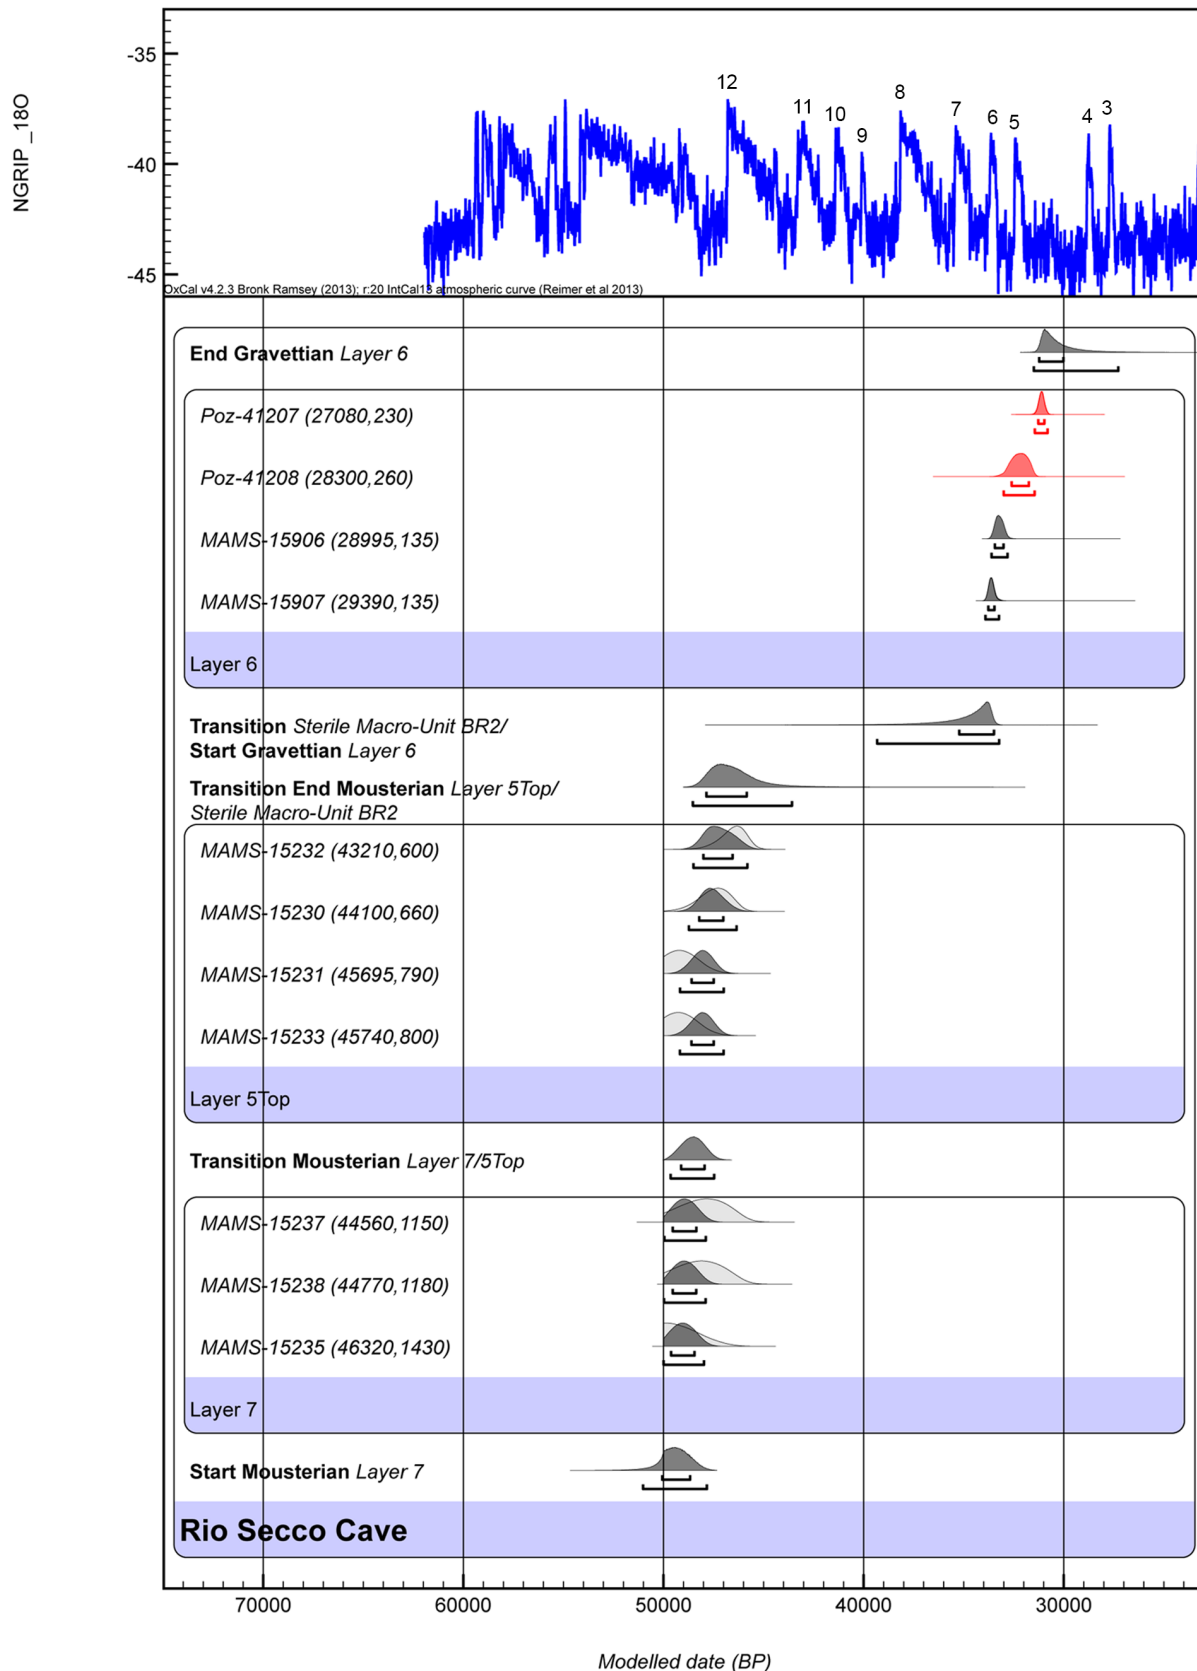 NGRIP _18O
-35
-40
-45
12
11
10
9
8
7
6
5
4
3
OxCal v4.2.3 Bronk Ramsey (2013); r:20 IntCal13 atmospheric curve (Reimer et al 2013)
End Gravettian Layer 6
Poz-41207 (27080,230)
Poz-41208 (28300,260)
MAMS-15906 (28995,135)
MAMS-15907 (29390,135)
Layer 6
Transition Sterile Macro-Unit BR2/
Start Gravettian Layer 6
Transition End Mousterian Layer 5Top/
Sterile Macro-Unit BR2
MAMS-15232 (43210,600)
MAMS-15230 (44100,660)
MAMS-15231 (45695,790)
MAMS-15233 (45740,800)
Layer 5Top
Transition Mousterian Layer 7/5Top
MAMS-15237 (44560,1150)
MAMS-15238 (44770,1180)
MAMS-15235 (46320,1430)
Layer 7
Start Mousterian Layer 7
Rio Secco Cave
70000 60000 50000 40000 30000
Modelled date (BP)